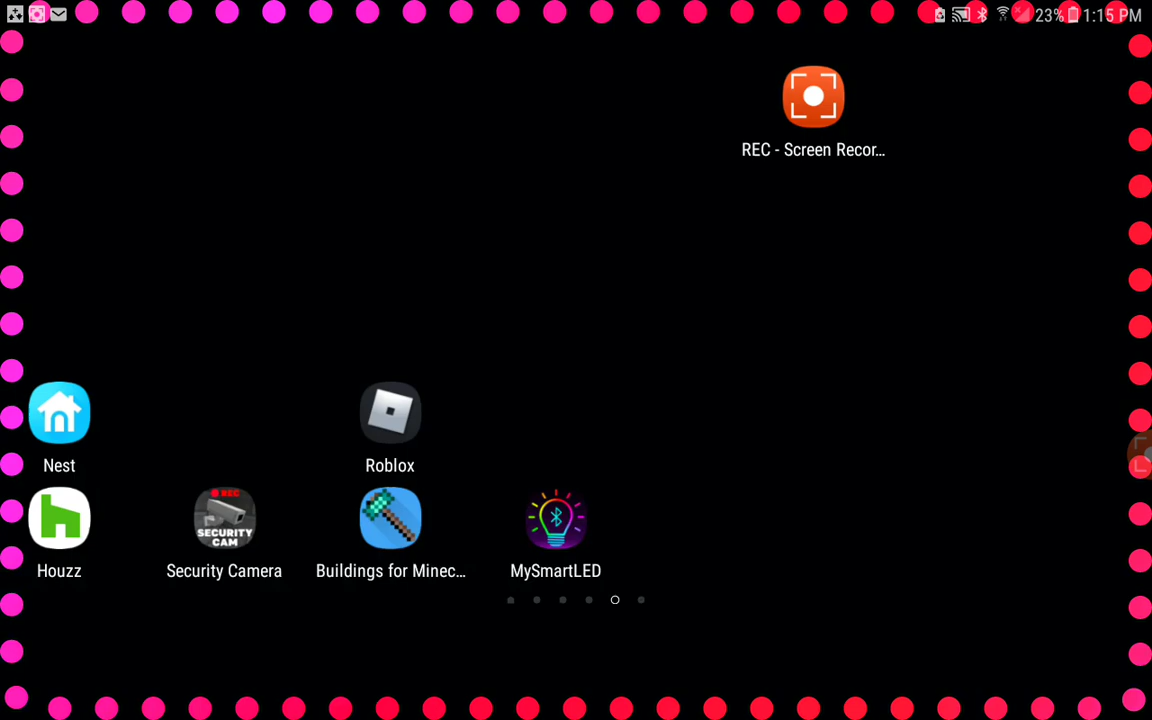 23% 1:15 PM
REC - Screen Recor...
Nest
Roblox
REC
SECURITY
CAM
Houzz
Security Camera
Buildings for Minec...
MySmartLED